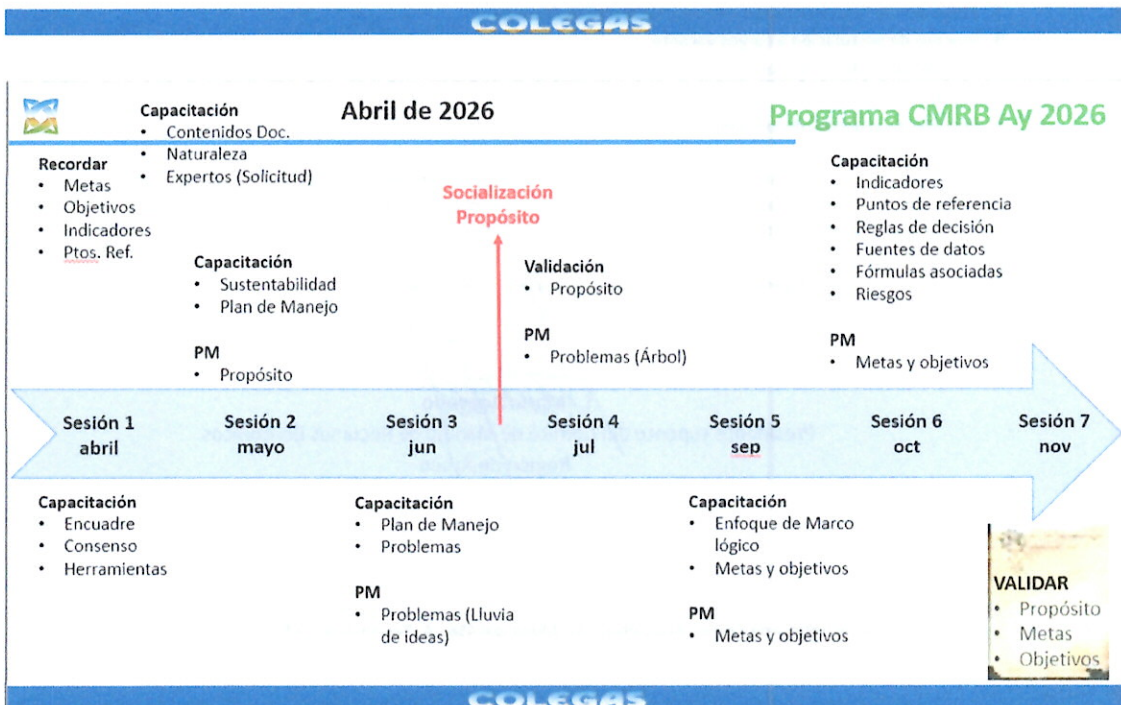 COLEGAS
Abril de 2026
Programa CMRB Ay 2026
Capacitación
• Contenidos Doc.
• Naturaleza
• Expertos (Solicitud)
Recordar
• Metas
• Objetivos
• Indicadores
• Ptos. Ref.
Capacitación
• Sustentabilidad
• Plan de Manejo
PM
• Propósito
Socialización
Propósito
Validación
• Propósito
PM
• Problemas (Árbol)
Capacitación
• Indicadores
• Puntos de referencia
• Reglas de decisión
• Fuentes de datos
• Fórmulas asociadas
• Riesgos
PM
• Metas y objetivos
Sesión 1
abril
Sesión 2
mayo
Sesión 3
jun
Sesión 4
jul
Sesión 5
sep
Sesión 6
oct
Sesión 7
nov
Capacitación
• Encuadre
• Consenso
• Herramientas
Capacitación
• Plan de Manejo
• Problemas
PM
• Problemas (Lluvia
de ideas)
Capacitación
• Enfoque de Marco
lógico
• Metas y objetivos
PM
• Metas y objetivos
VALIDAR
• Propósito
• Metas
• Objetivos
COLEGAS